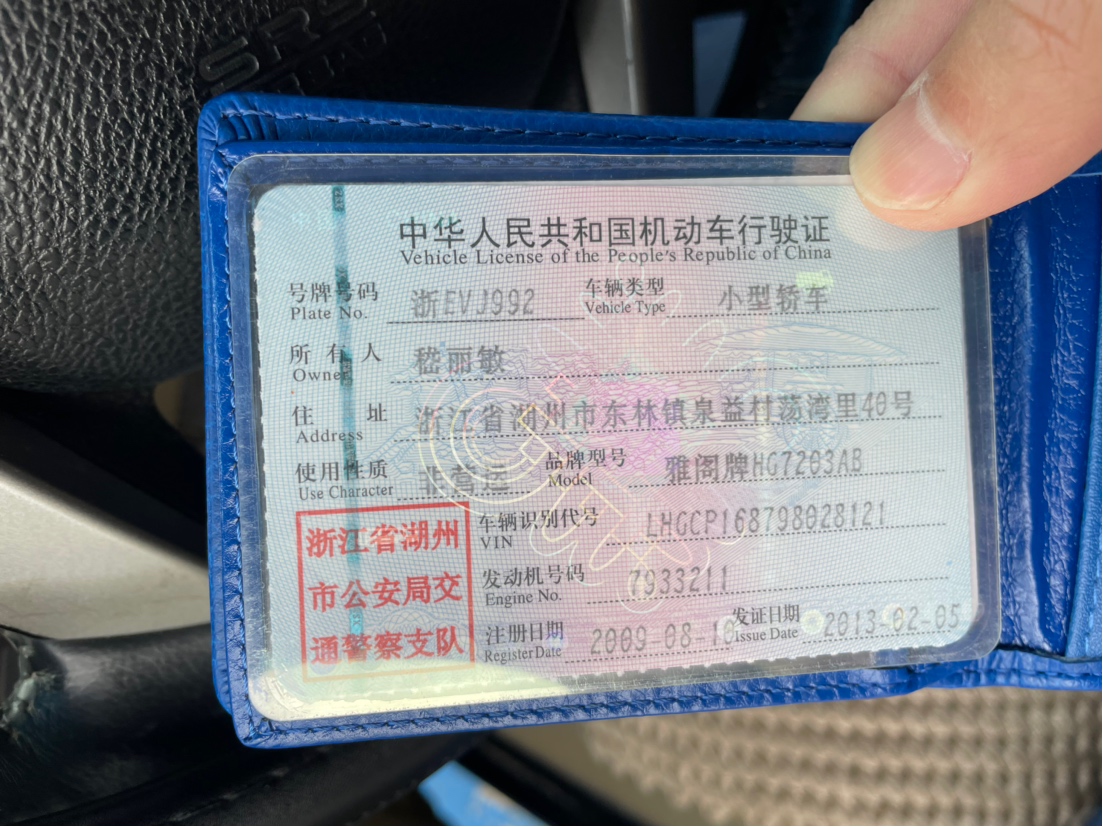 SRS
中华人民共和国机动车行驶证
Vehicle License of the People's Republic of China
号牌号码 浙EVJ992 车辆类型 小型轿车
Plate No. Vehicle Type
所有人 嵇丽敏
Owner
住址 浙江省湖州市东林镇泉益村荡湾里40号
Address
使用性质 非营运 品牌型号 雅阁牌HG7203AB
Use Character Model
浙江省湖州
市公安局交
通警察支队
车辆识别代号 LHGCP168798028121
VIN
发动机号码 7933211
Engine No.
注册日期 2009-08-10 发证日期 2013-02-05
Register Date Issue Date